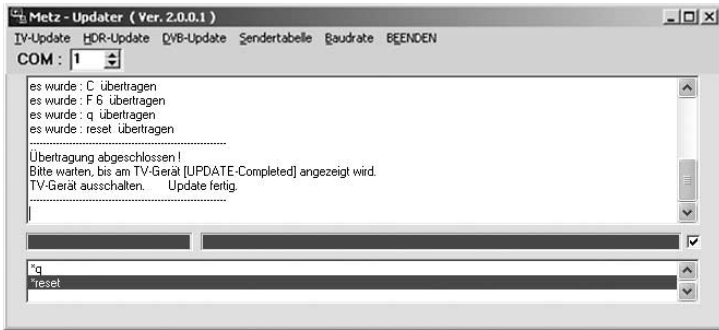 Metz - Updater ( Ver. 2.0.0.1 )
TV-Update HDR-Update DVB-Update Sendertabelle Baudrate BEENDEN
COM : 1
es wurde : C übertragen
es wurde : F 6 übertragen
es wurde : q übertragen
es wurde : reset übertragen
------------------------------------------------------------
Übertragung abgeschlossen !
Bitte warten, bis am TV-Gerät [UPDATE-Completed] angezeigt wird.
TV-Gerät ausschalten. Update fertig.
------------------------------------------------------------
*q
*reset